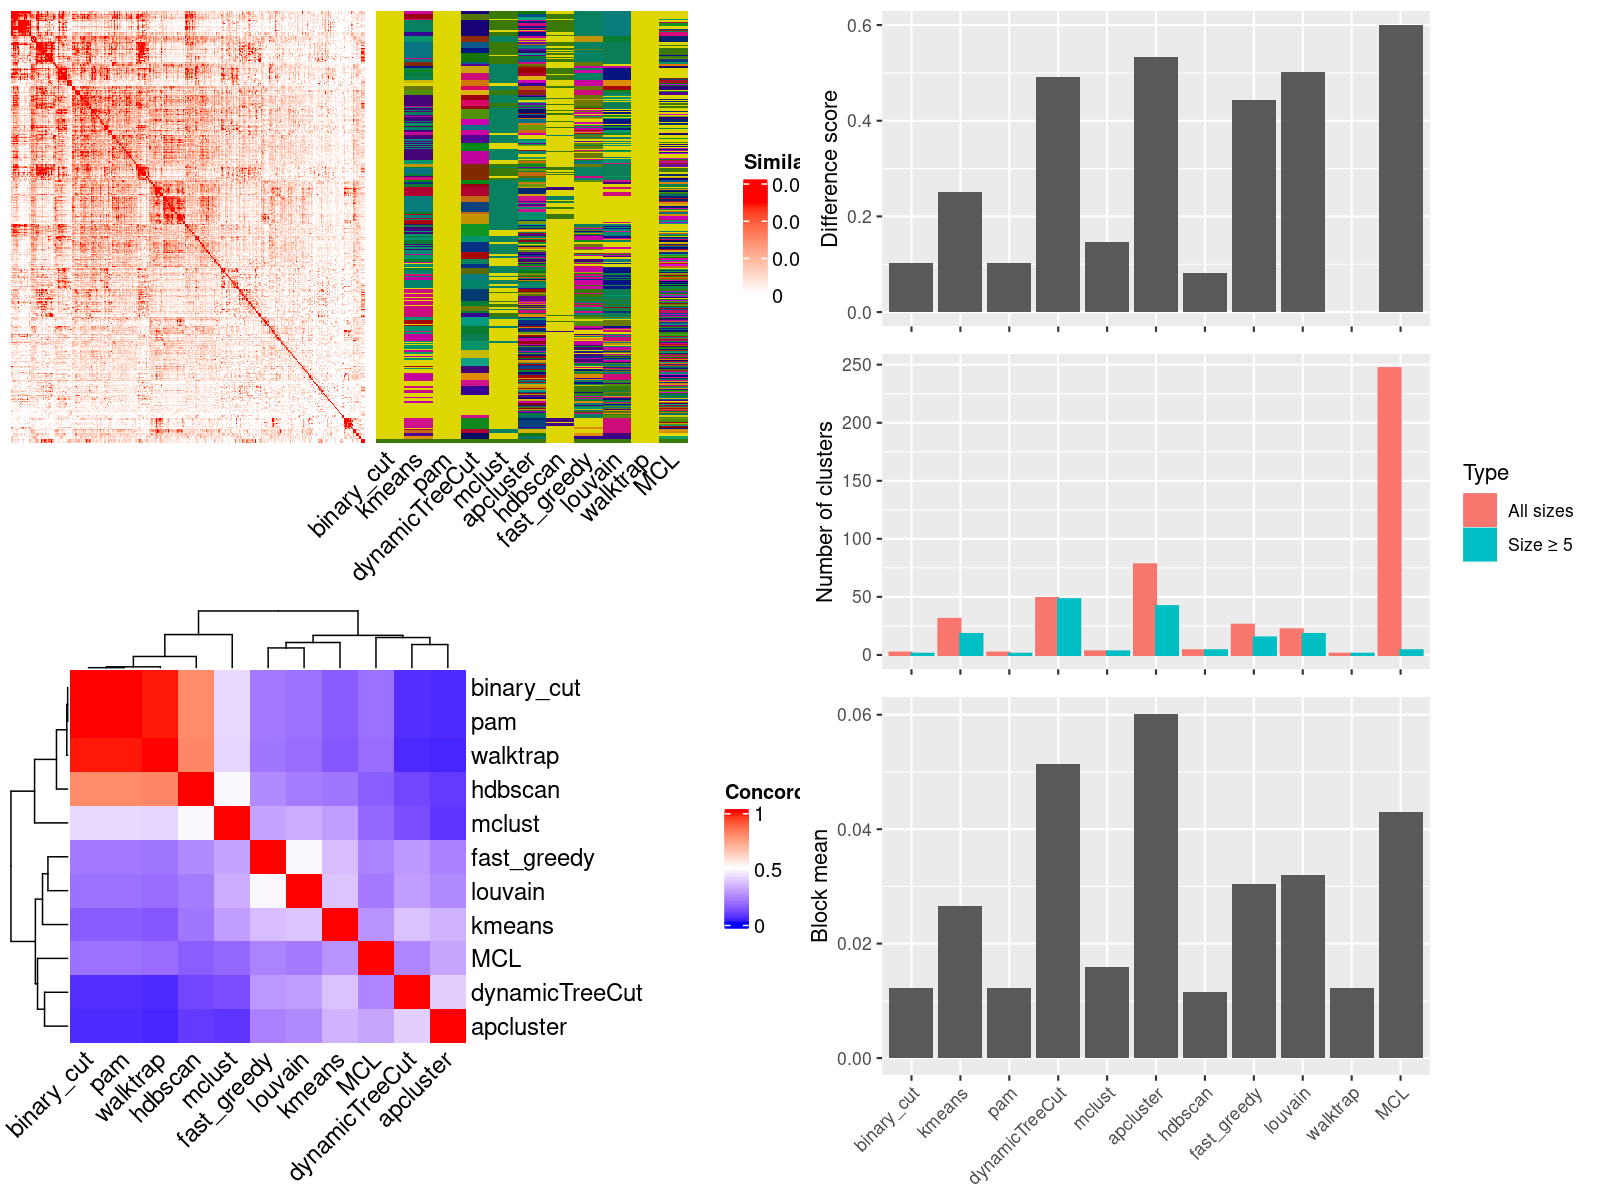 binary_cut
kmeans
pam
dynamicTreeCut
mclust
apcluster
hdbscan
fast_greedy
louvain
walktrap
MCL
Simila
0.0
0.0
0.0
0
binary_cut
pam
walktrap
hdbscan
mclust
fast_greedy
louvain
kmeans
MCL
dynamicTreeCut
apcluster
binary_cut
pam
walktrap
hdbscan
mclust
fast_greedy
louvain
kmeans
MCL
dynamicTreeCut
apcluster
Concord
1
0.5
0
Difference score
0.6
0.4
0.2
0.0
Number of clusters
250
200
150
100
50
0
Type
All sizes
Size ≥ 5
Block mean
0.06
0.04
0.02
0.00
binary_cut
kmeans
pam
dynamicTreeCut
mclust
apcluster
hdbscan
fast_greedy
louvain
walktrap
MCL